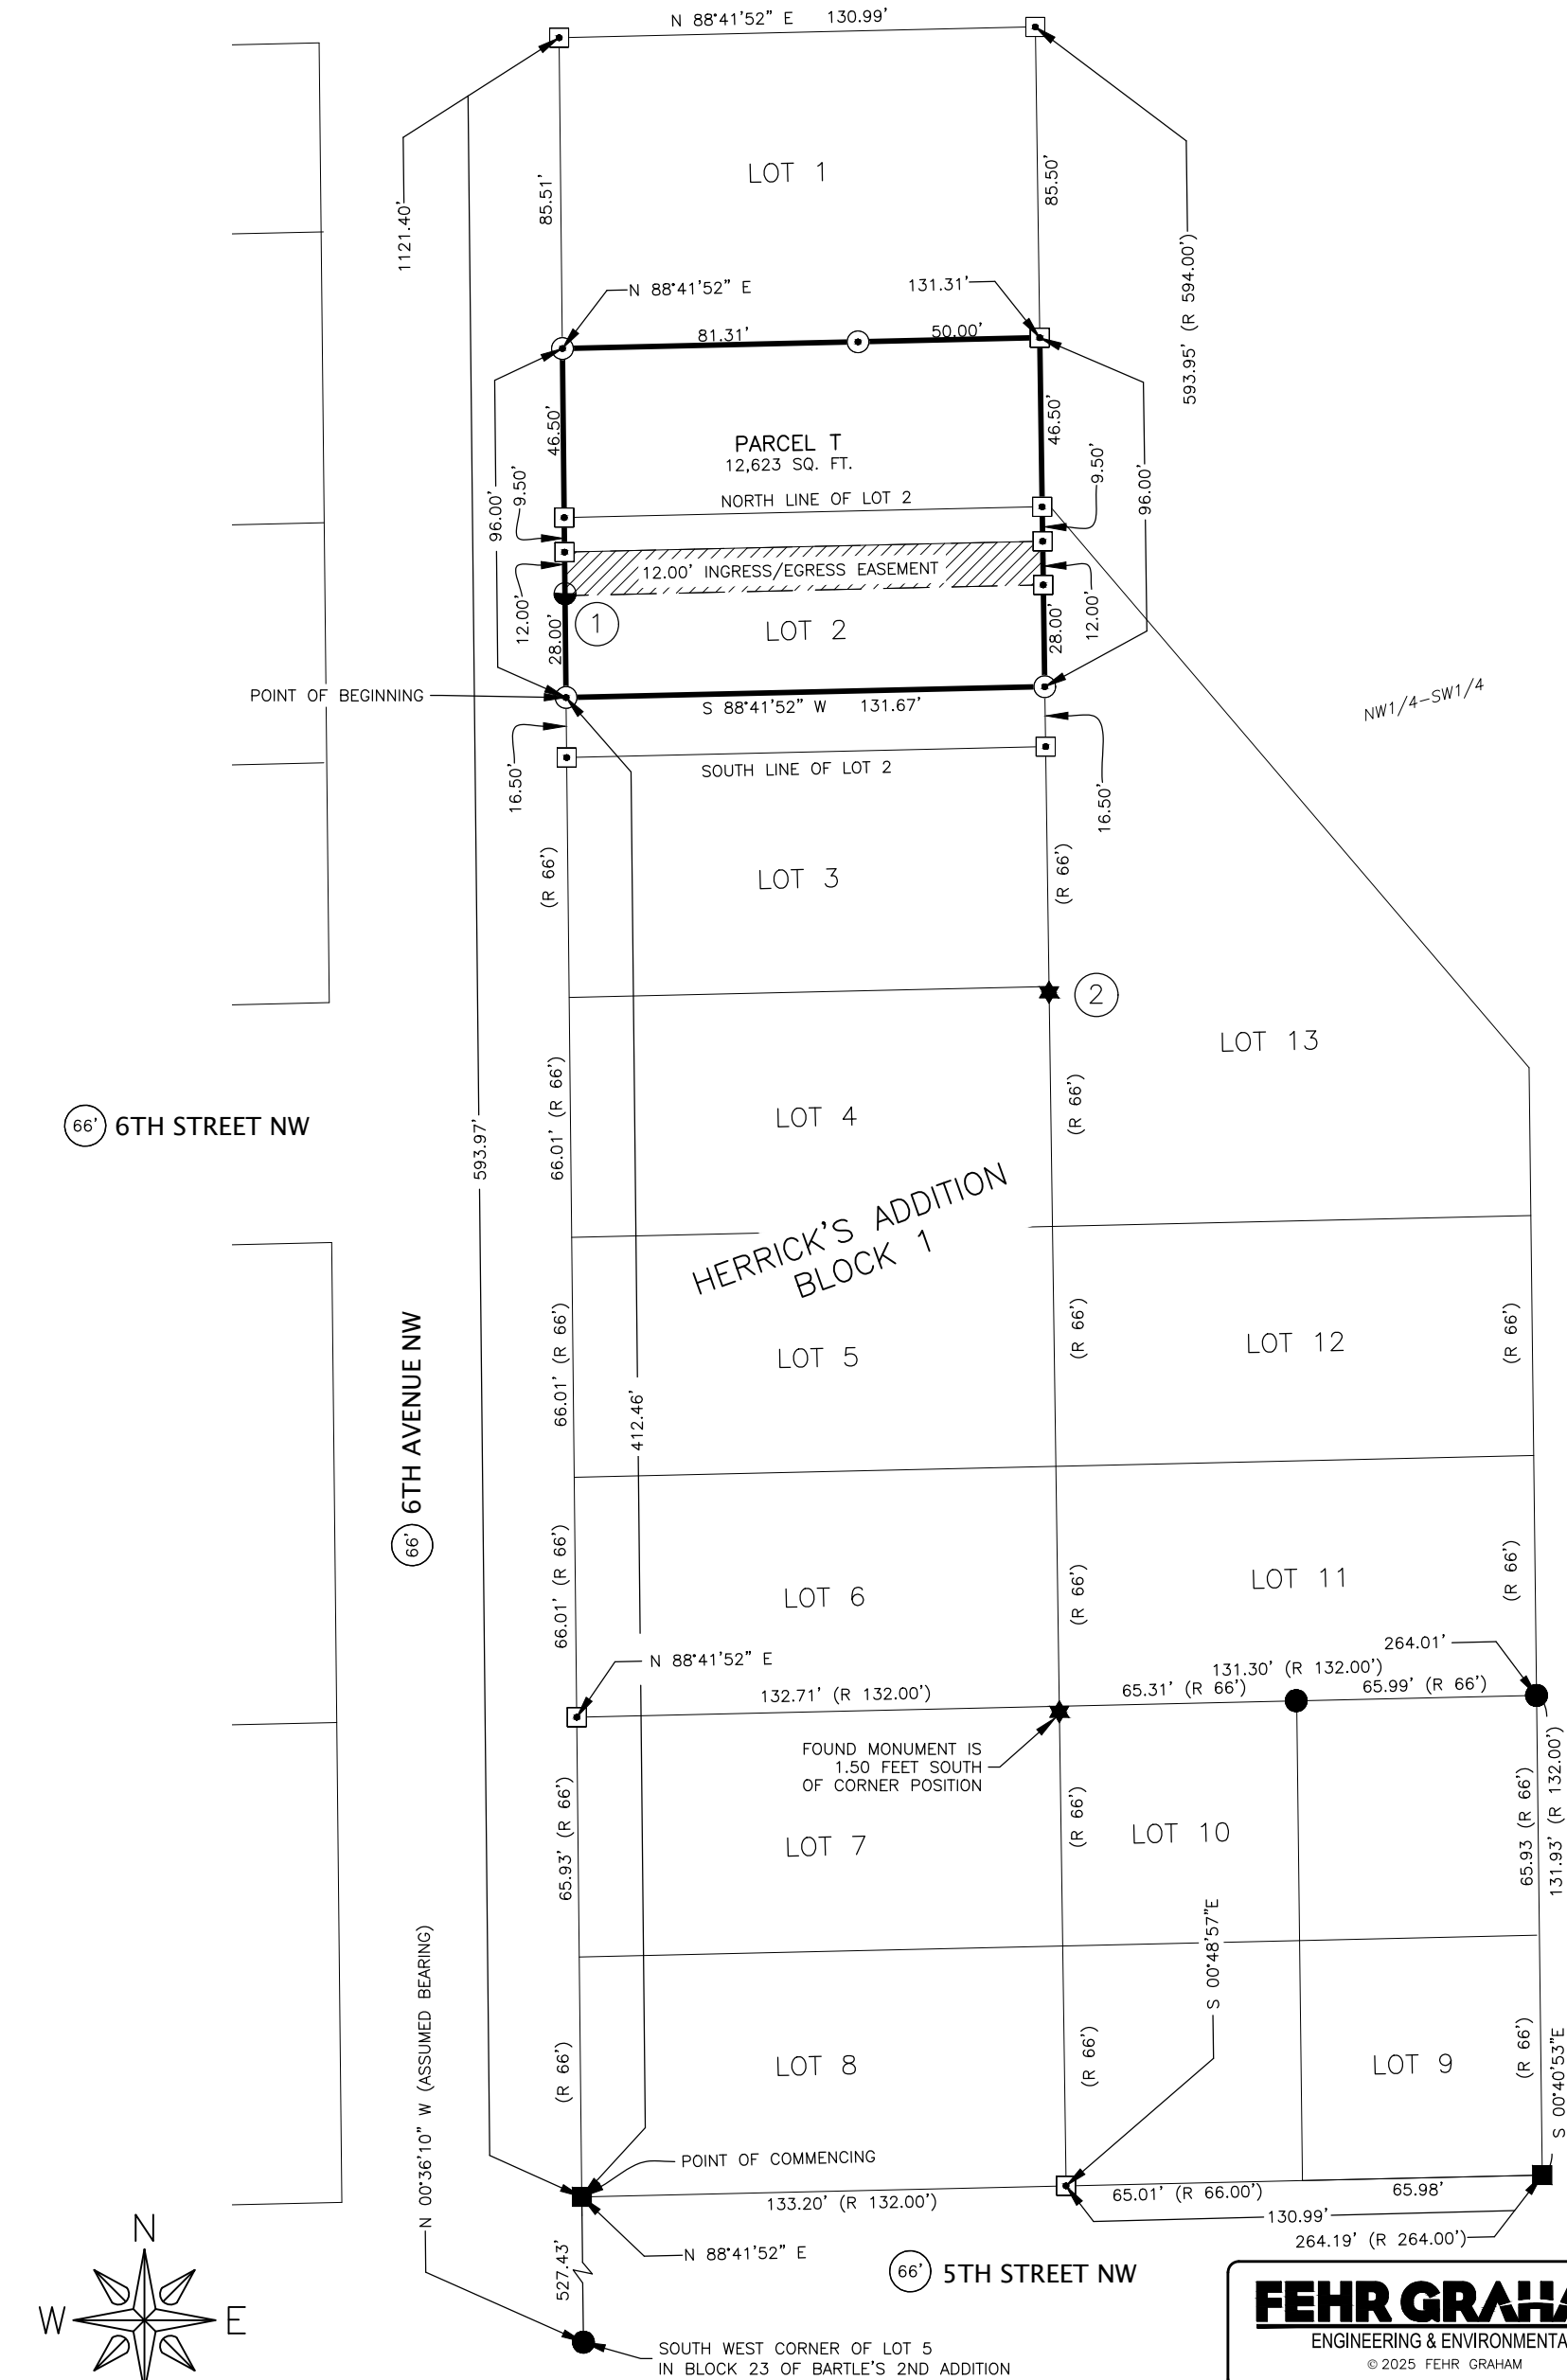 N 88°41'52" E 130.99'
LOT 1
85.51'
85.50'
1121.40'
593.95' (R 594.00')
N 88°41'52" E
131.31'
81.31'
50.00'
46.50'
46.50'
PARCEL T
12,623 SQ. FT.
NORTH LINE OF LOT 2
96.00'
9.50'
9.50'
96.00'
12.00' INGRESS/EGRESS EASEMENT
12.00'
28.00'
1
LOT 2
28.00'
12.00'
POINT OF BEGINNING
S 88°41'52" W 131.67'
NW1/4-SW1/4
16.50'
SOUTH LINE OF LOT 2
16.50'
(R 66')
LOT 3
(R 66')
2
LOT 13
66' 6TH STREET NW
593.97'
66.01' (R 66')
LOT 4
(R 66')
HERRICK'S ADDITION
BLOCK 1
66' 6TH AVENUE NW
66.01' (R 66')
412.46'
LOT 5
(R 66')
LOT 12
(R 66')
66.01' (R 66')
LOT 6
(R 66')
LOT 11
(R 66')
N 88°41'52" E
264.01'
132.71' (R 132.00')
131.30' (R 132.00')
65.31' (R 66')
65.99' (R 66')
FOUND MONUMENT IS
1.50 FEET SOUTH
OF CORNER POSITION
65.93' (R 66')
LOT 7
(R 66')
LOT 10
65.93 (R 66')
131.93' (R 132.00')
S 00°48'57"E
N 00°36'10" W (ASSUMED BEARING)
(R 66')
LOT 8
(R 66')
LOT 9
(R 66')
S 00°40'53"E
POINT OF COMMENCING
133.20' (R 132.00')
65.01' (R 66.00')
65.98'
130.99'
264.19' (R 264.00')
N 88°41'52" E
527.43'
66' 5TH STREET NW
N
W
E
SOUTH WEST CORNER OF LOT 5
IN BLOCK 23 OF BARTLE'S 2ND ADDITION
FEHR GRAHA
ENGINEERING & ENVIRONMENTA
© 2025 FEHR GRAHAM